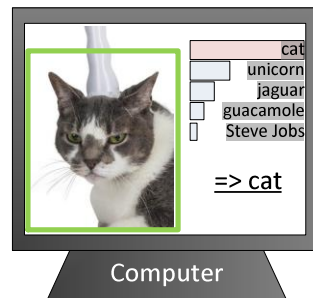 cat
unicorn
jaguar
guacamole
Steve Jobs
=> cat
Computer